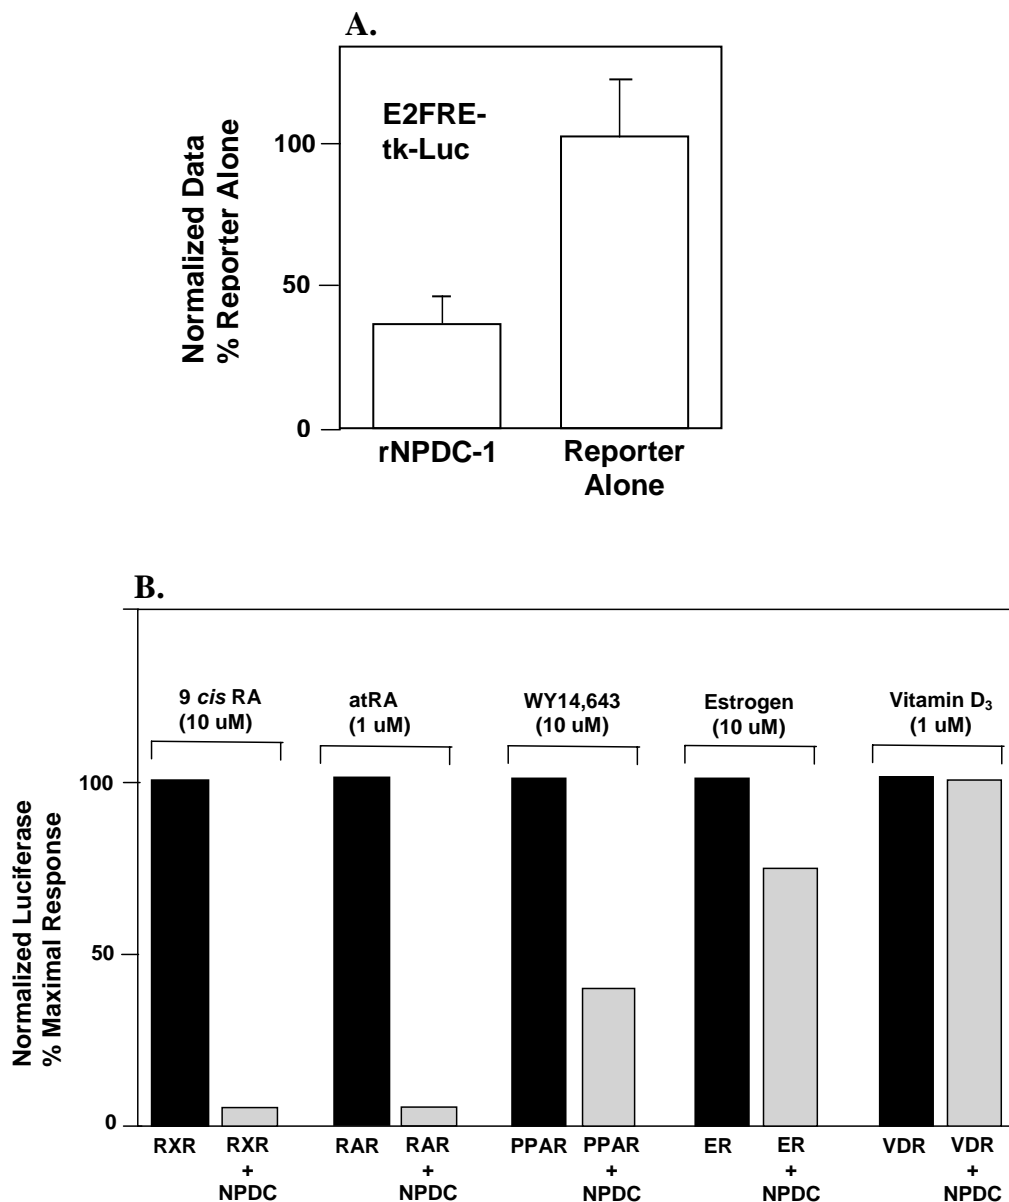 A.
Normalized Data
% Reporter Alone
E2FRE-
tk-Luc
100
50
0
rNPDC-1
Reporter
Alone
B.
Normalized Luciferase
% Maximal Response
9 cis RA
(10 uM)
atRA
(1 uM)
WY14,643
(10 uM)
Estrogen
(10 uM)
Vitamin D₃
(1 uM)
100
50
0
RXR
RXR
+
NPDC
RAR
RAR
+
NPDC
PPAR
PPAR
+
NPDC
ER
ER
+
NPDC
VDR
VDR
+
NPDC